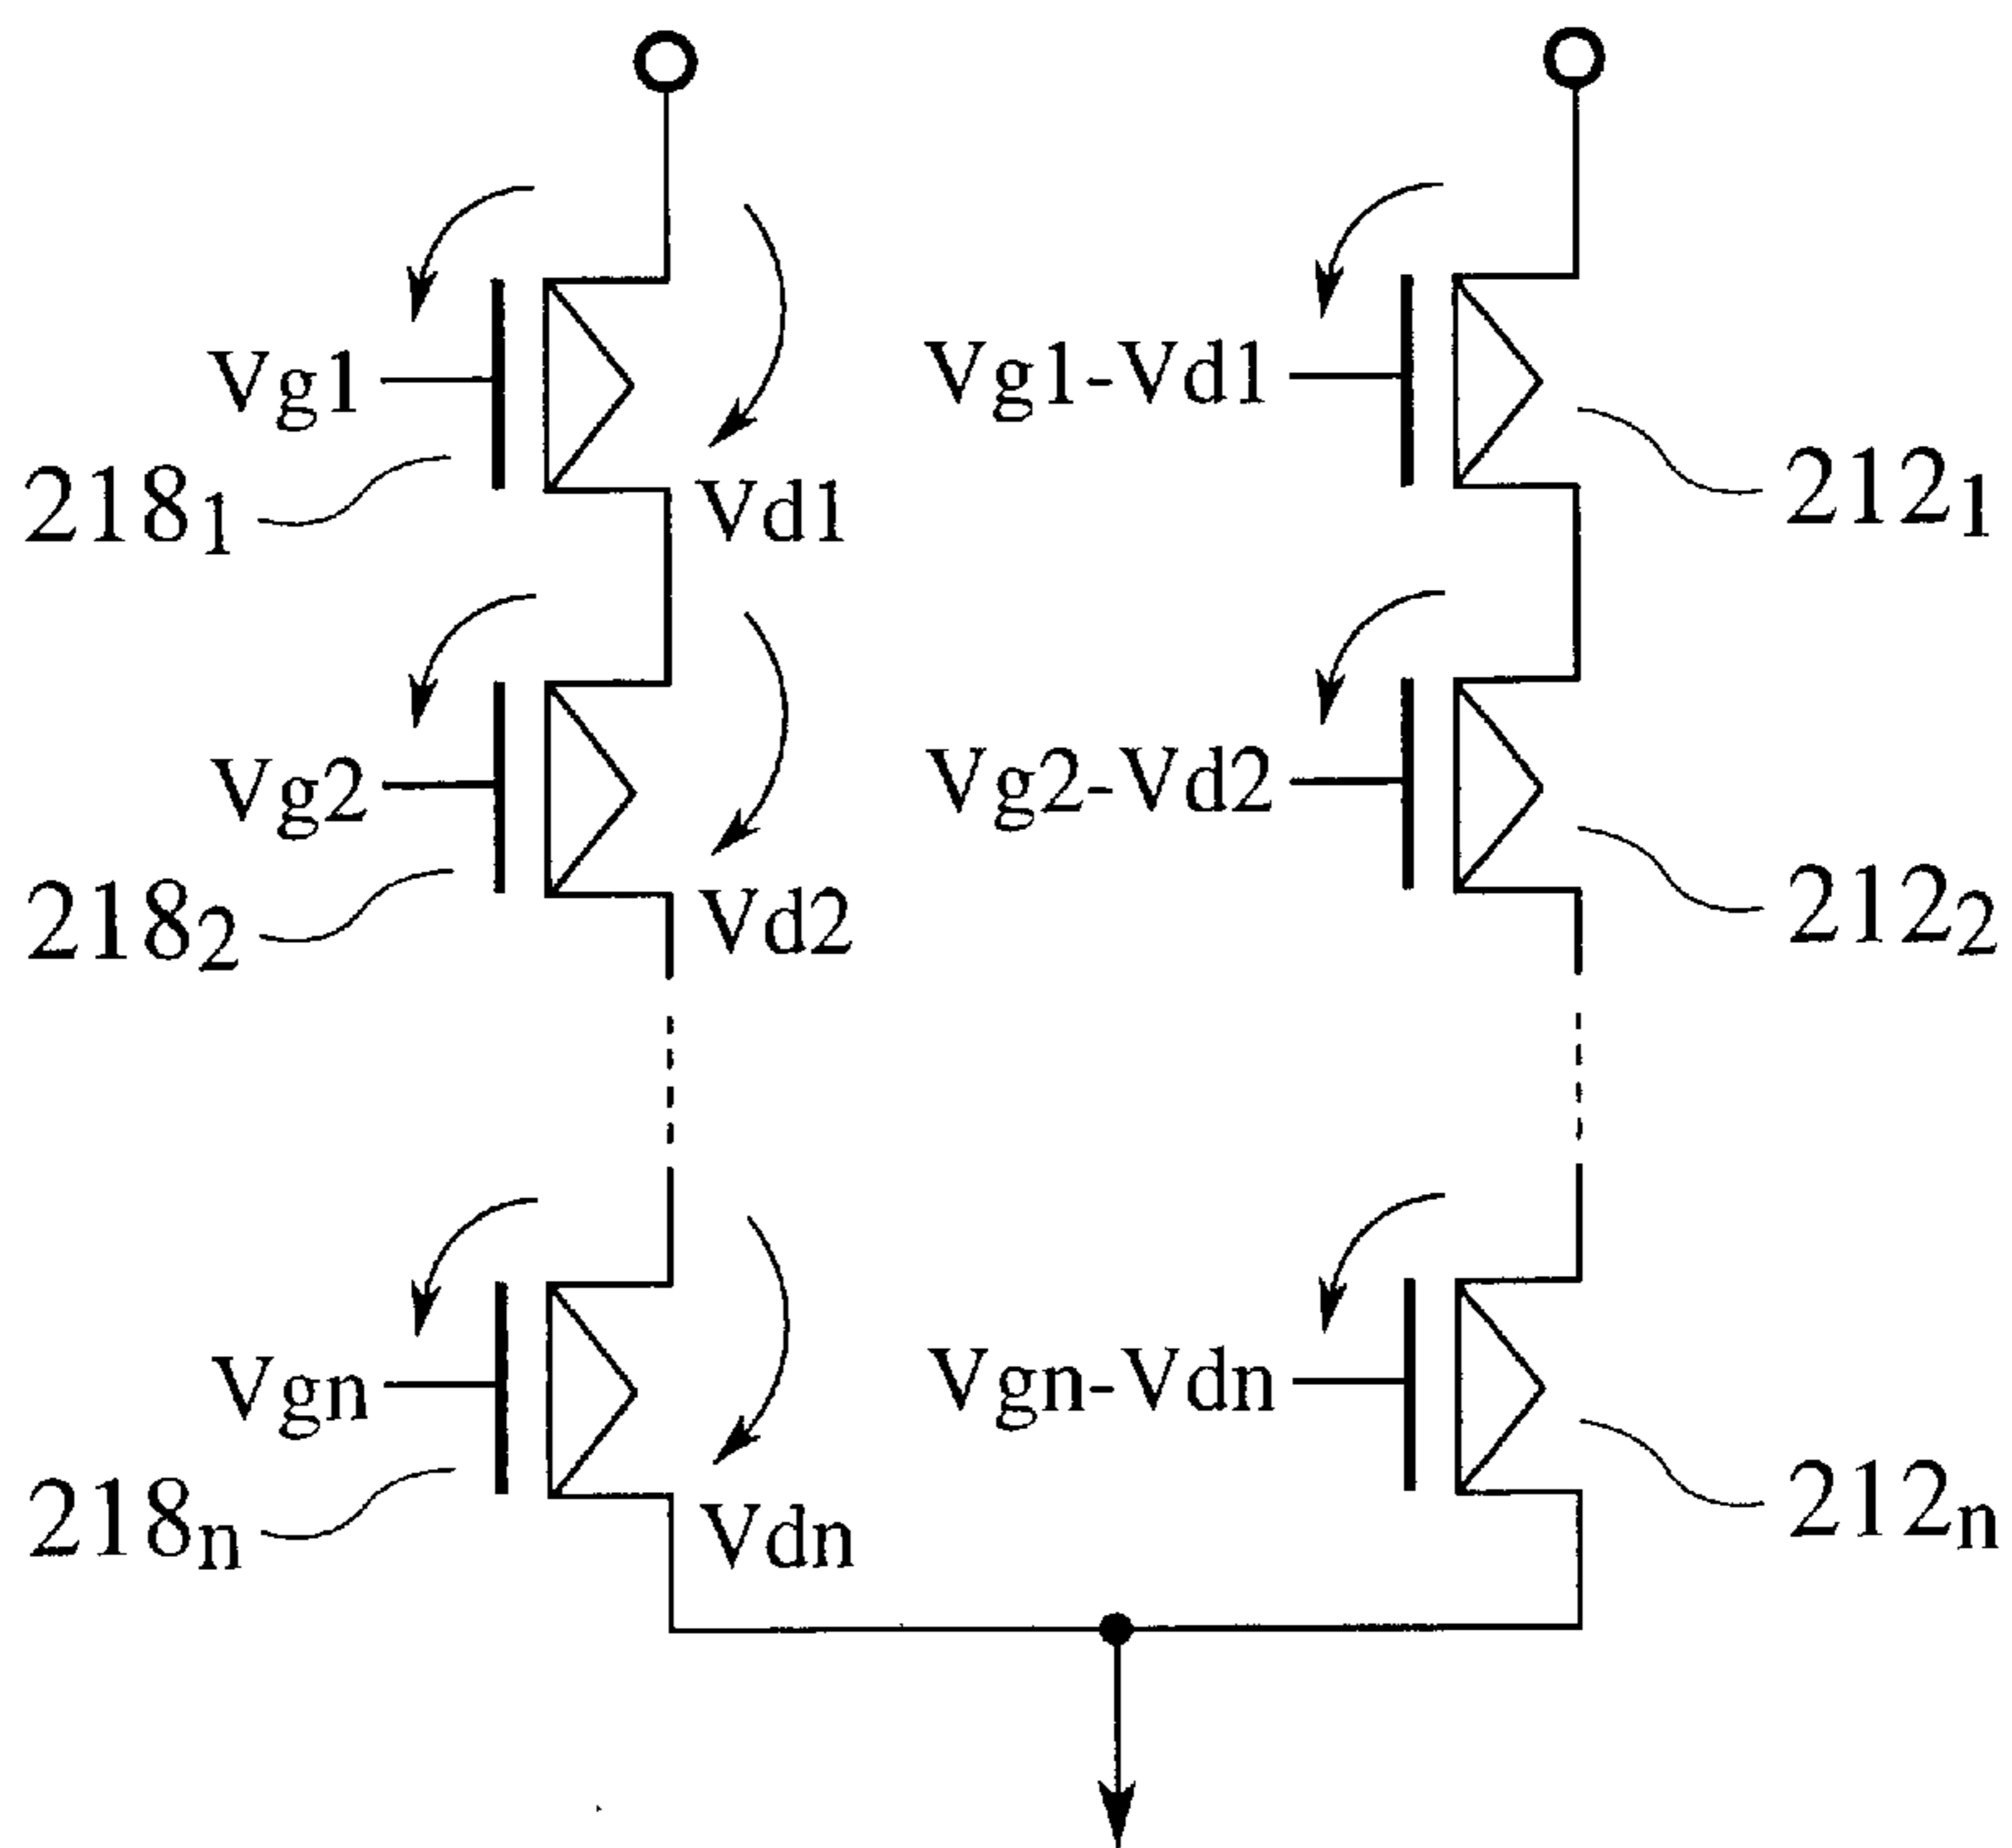 Vg1
Vg1-Vd1
218₁
Vd1
212₁
Vg2
Vg2-Vd2
218₂
Vd2
212₂
Vgn
Vgn-Vdn
218ₙ
Vdn
212ₙ